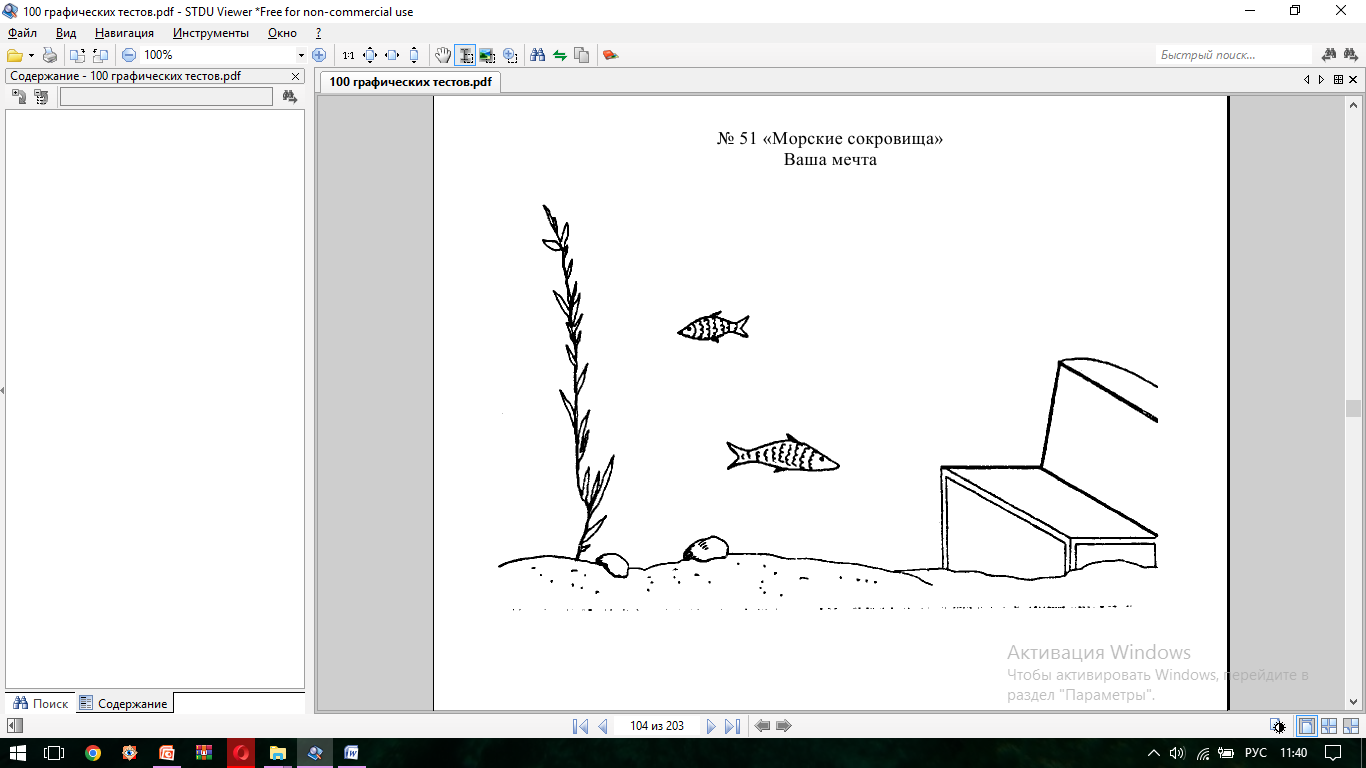 100 графических тестов.pdf - STDU Viewer *Free for non-commercial use
Файл Вид Навигация Инструменты Окно ?
100%
1:1
Быстрый поиск...
Содержание - 100 графических тестов.pdf
100 графических тестов.pdf
№ 51 «Морские сокровища»
Ваша мечта
Активация Windows
Чтобы активировать Windows, перейдите в
раздел "Параметры".
Поиск Содержание
104 из 203
РУС 11:40